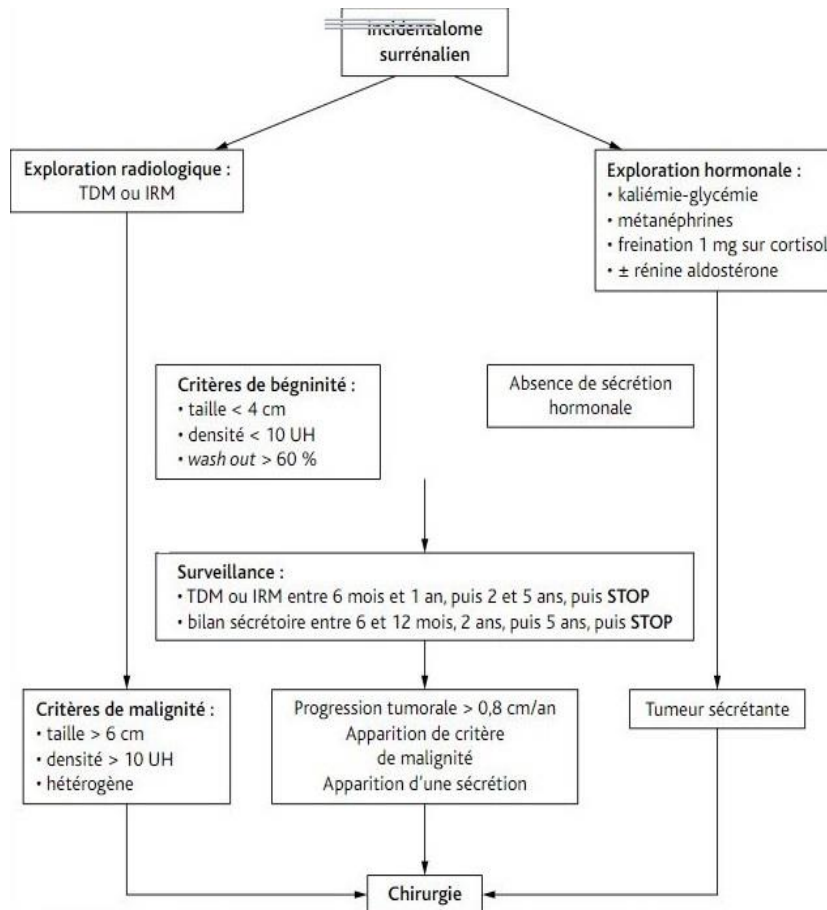 Incidentalome
surrénalien
Exploration radiologique :
TDM ou IRM
Exploration hormonale :
• kaliémie-glycémie
• métanéphrines
• freination 1 mg sur cortisol
• ± rénine aldostérone
Critères de bégninité :
• taille < 4 cm
• densité < 10 UH
• wash out > 60 %
Absence de sécrétion
hormonale
Surveillance :
• TDM ou IRM entre 6 mois et 1 an, puis 2 et 5 ans, puis STOP
• bilan sécrétoire entre 6 et 12 mois, 2 ans, puis 5 ans, puis STOP
Critères de malignité :
• taille > 6 cm
• densité > 10 UH
• hétérogène
Progression tumorale > 0,8 cm/an
Apparition de critère
de malignité
Apparition d'une sécrétion
Tumeur sécrétante
Chirurgie